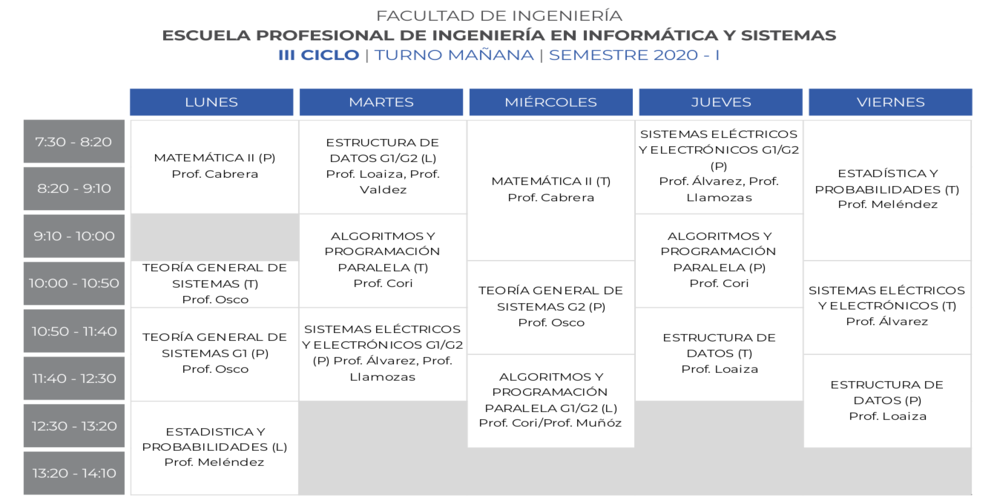 FACULTAD DE INGENIERÍA
ESCUELA PROFESIONAL DE INGENIERÍA EN INFORMÁTICA Y SISTEMAS
III CICLO | TURNO MAÑANA | SEMESTRE 2020 - I
LUNES
MARTES
MIÉRCOLES
JUEVES
VIERNES
7:30 - 8:20
8:20 - 9:10
9:10 - 10:00
10:00 - 10:50
10:50 - 11:40
11:40 - 12:30
12:30 - 13:20
13:20 - 14:10
MATEMÁTICA II (P)
Prof. Cabrera
TEORÍA GENERAL DE
SISTEMAS (T)
Prof. Osco
TEORÍA GENERAL DE
SISTEMAS G1 (P)
Prof. Osco
ESTADISTICA Y
PROBABILIDADES (L)
Prof. Meléndez
ESTRUCTURA DE
DATOS G1/G2 (L)
Prof. Loaiza, Prof.
Valdez
ALGORITMOS Y
PROGRAMACIÓN
PARALELA (T)
Prof. Cori
SISTEMAS ELÉCTRICOS
Y ELECTRÓNICOS G1/G2
(P) Prof. Álvarez, Prof.
Llamozas
MATEMÁTICA II (T)
Prof. Cabrera
TEORÍA GENERAL DE
SISTEMAS G2 (P)
Prof. Osco
ALGORITMOS Y
PROGRAMACIÓN
PARALELA G1/G2 (L)
Prof. Cori/Prof. Muñóz
SISTEMAS ELÉCTRICOS
Y ELECTRÓNICOS G1/G2
(P)
Prof. Álvarez, Prof.
Llamozas
ALGORITMOS Y
PROGRAMACIÓN
PARALELA (P)
Prof. Cori
ESTRUCTURA DE
DATOS (T)
Prof. Loaiza
ESTADÍSTICA Y
PROBABILIDADES (T)
Prof. Meléndez
SISTEMAS ELÉCTRICOS
Y ELECTRÓNICOS (T)
Prof. Álvarez
ESTRUCTURA DE
DATOS (P)
Prof. Loaiza